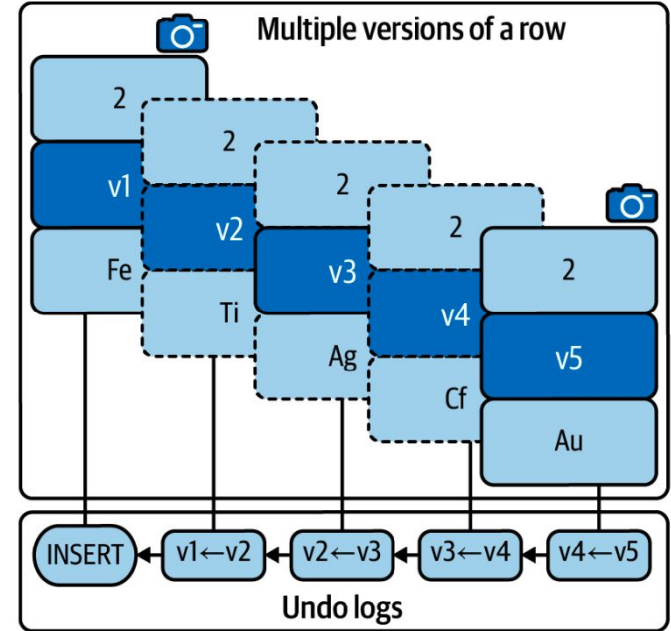 Multiple versions of a row
2
v1
Fe
2
v2
Ti
2
v3
Ag
2
v4
Cf
2
v5
Au
INSERT
v1←v2
v2←v3
v3←v4
v4←v5
Undo logs